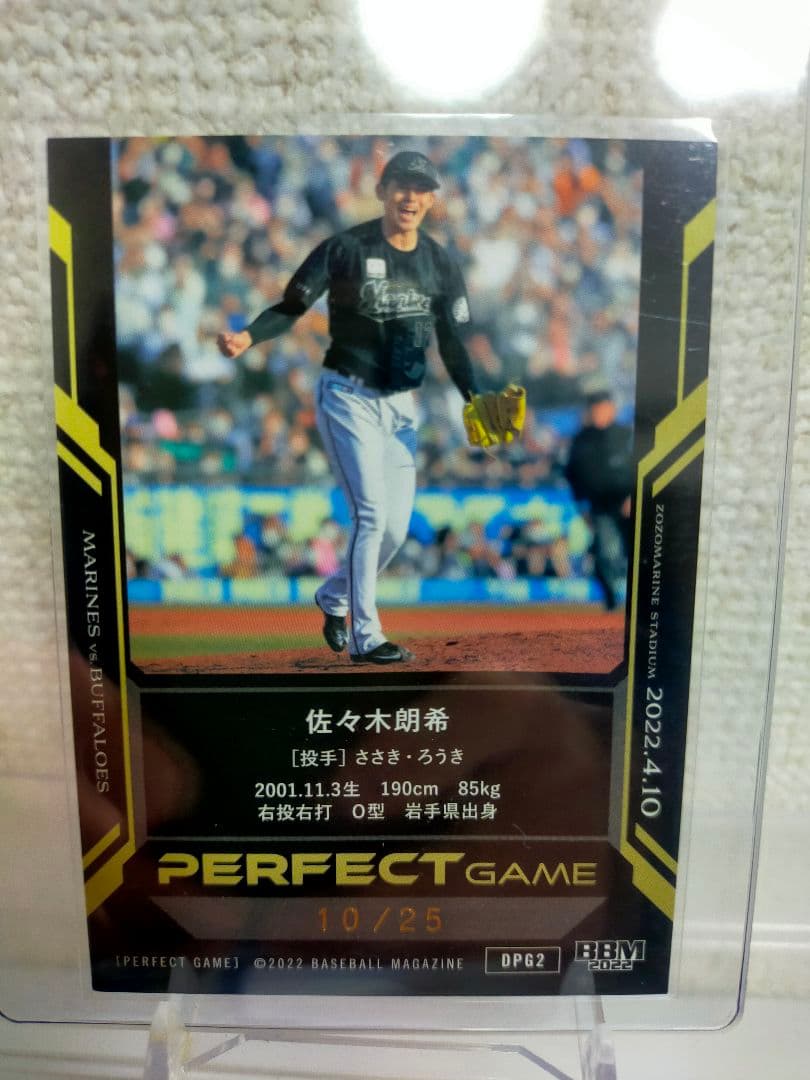 Marines
MARINES vs. BUFFALOES
ZOZOMARINE STADIUM 2022.4.10
佐々木朗希
[投手] ささき・ろうき
2001.11.3生 190cm 85kg
右投右打 O型 岩手県出身
PERFECT GAME
10/25
[PERFECT GAME] ©2022 BASEBALL MAGAZINE
DPG2
BBM
2022